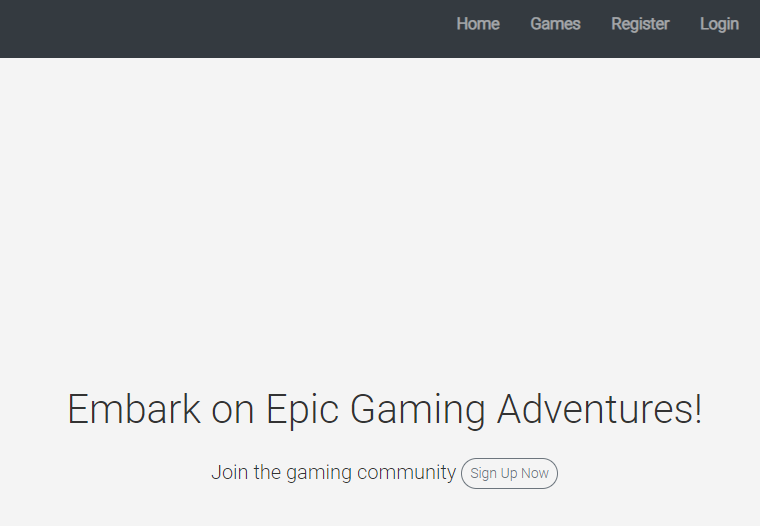 Home Games Register Login
Embark on Epic Gaming Adventures!
Join the gaming community Sign Up Now